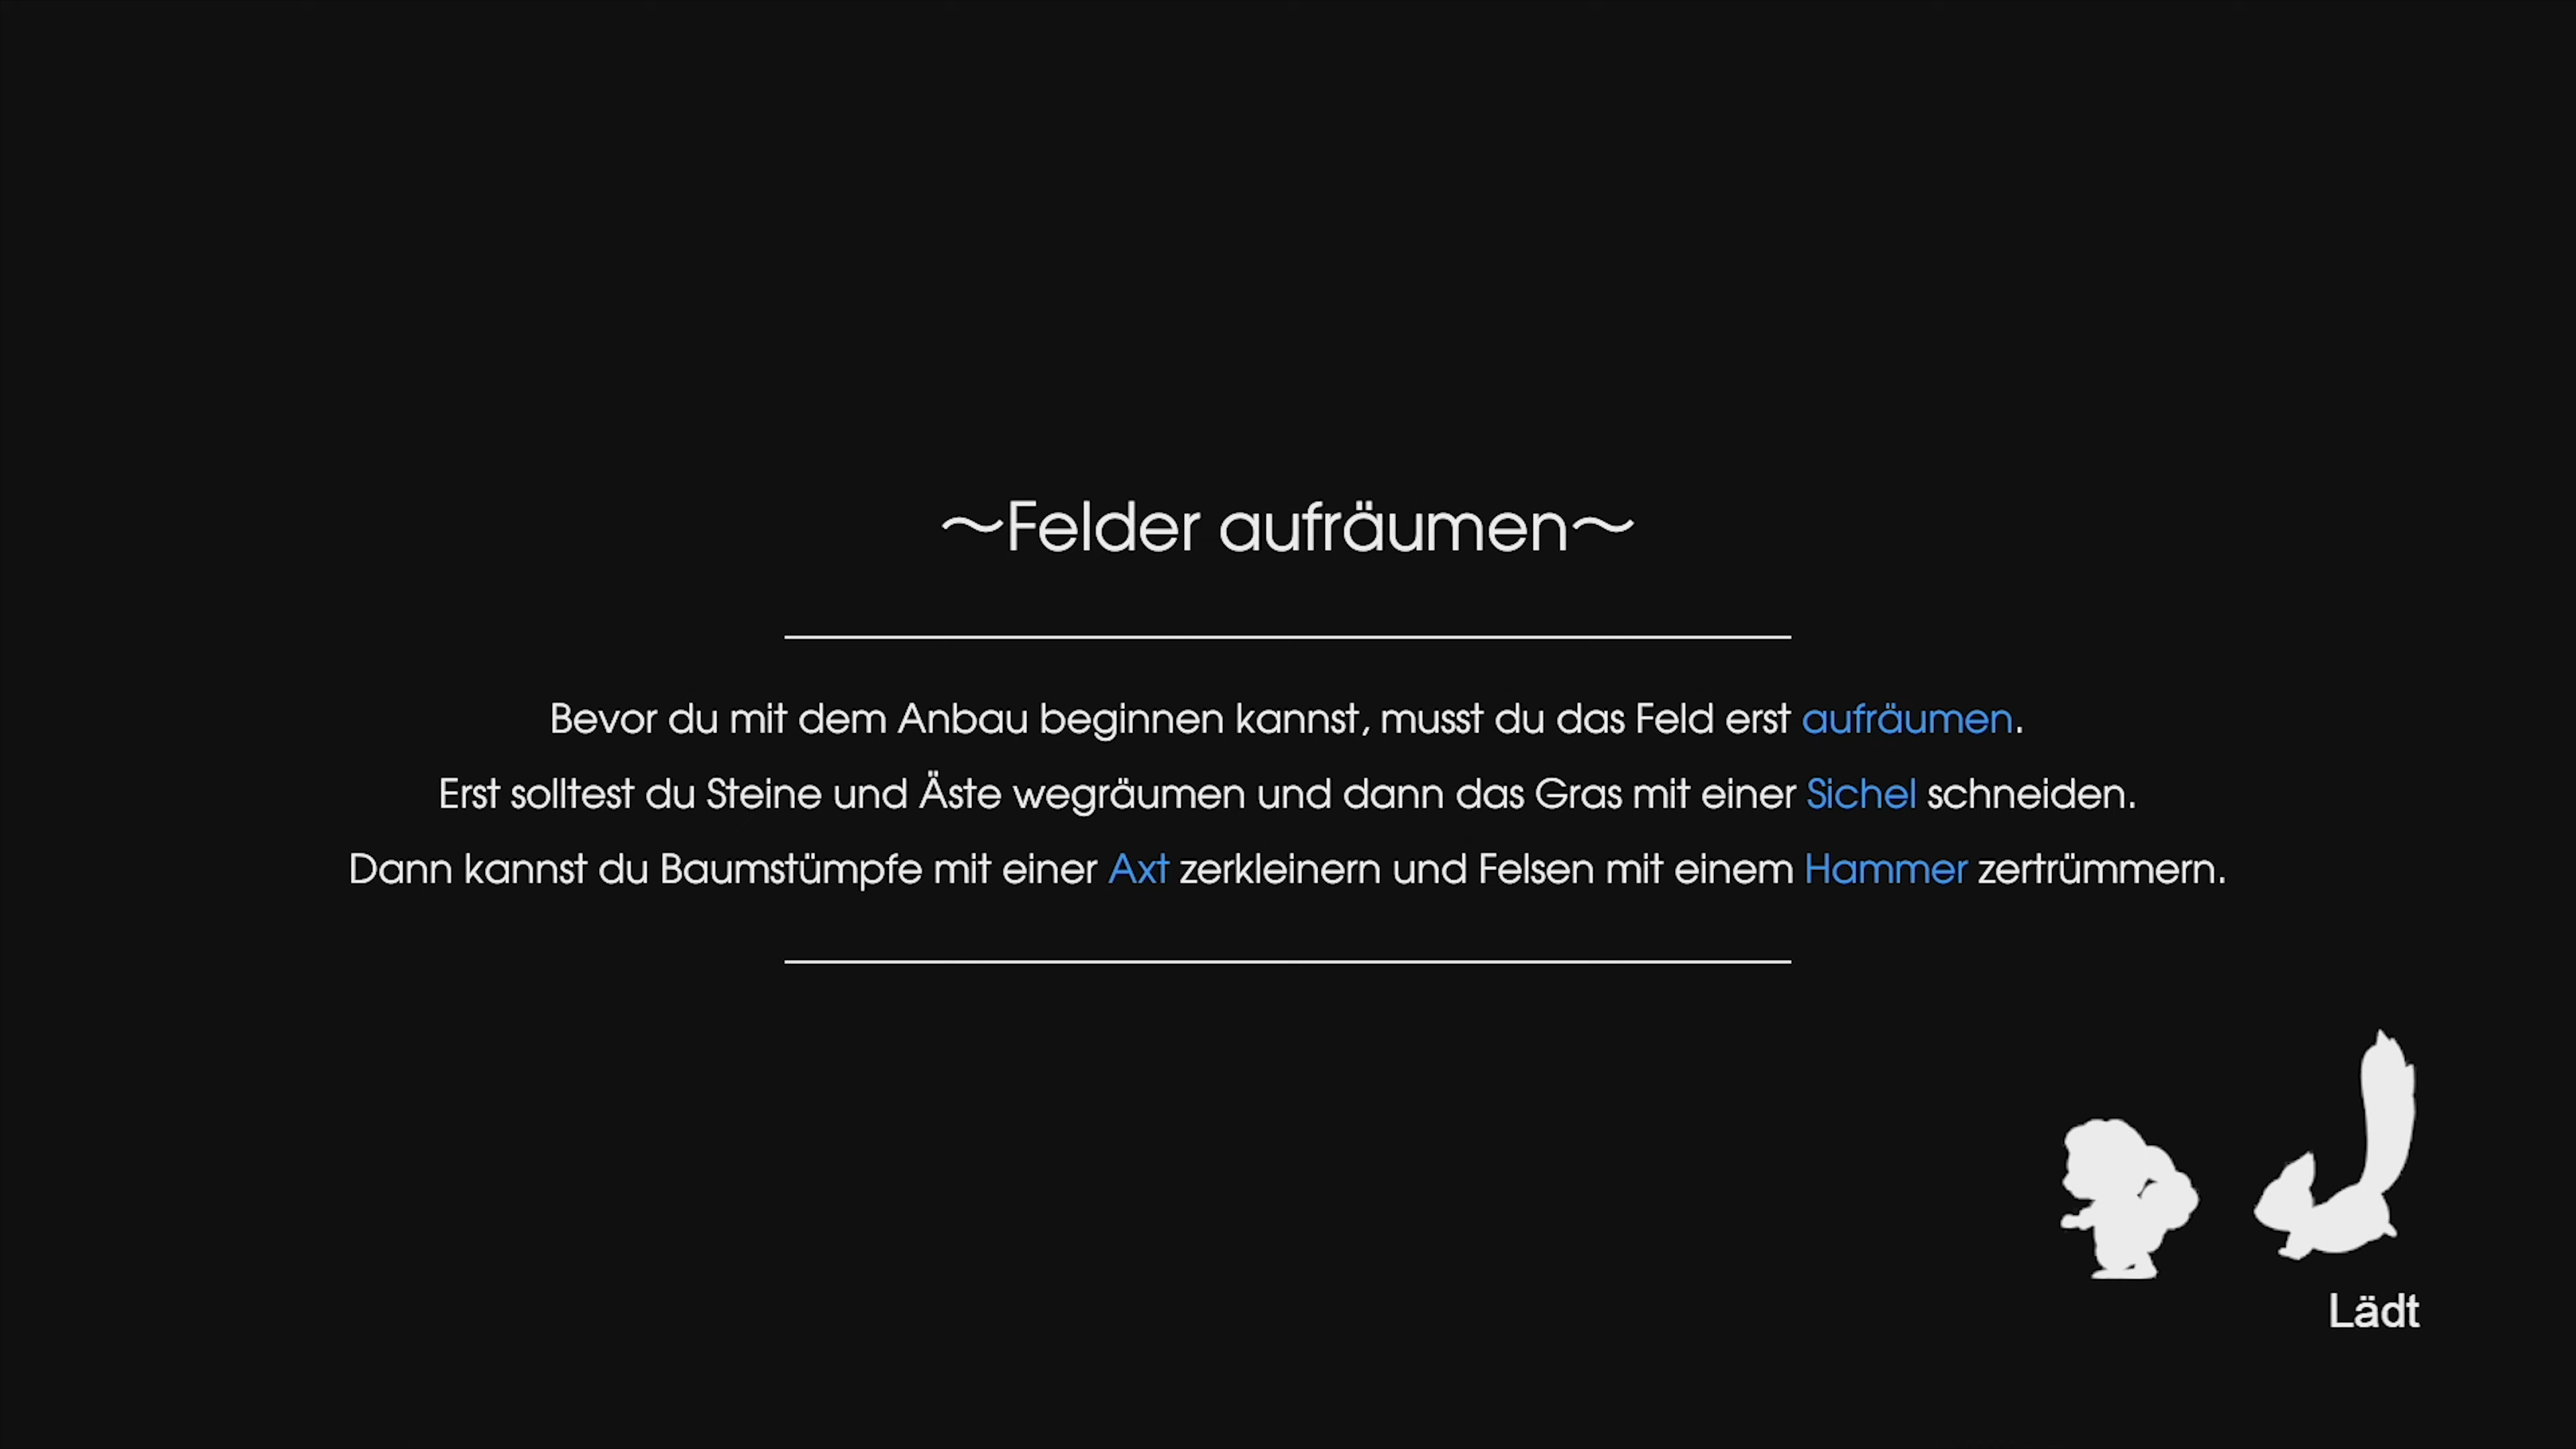 ～Felder aufräumen～
Bevor du mit dem Anbau beginnen kannst, musst du das Feld erst aufräumen.
Erst solltest du Steine und Äste wegräumen und dann das Gras mit einer Sichel schneiden.
Dann kannst du Baumstümpfe mit einer Axt zerkleinern und Felsen mit einem Hammer zertrümmern.
Lädt